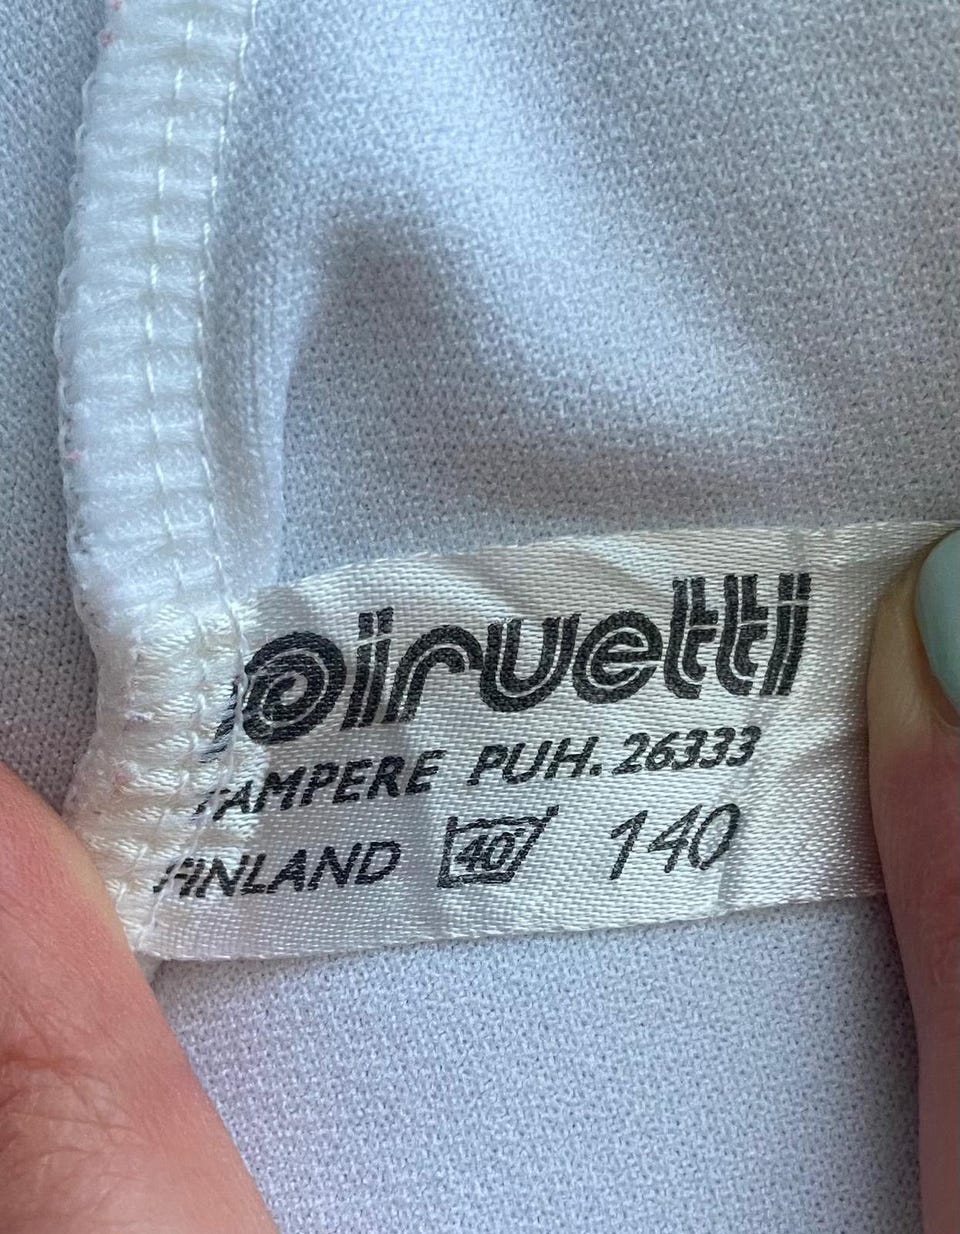 piruetti
TAMPERE PUH. 26333
FINLAND 40 140